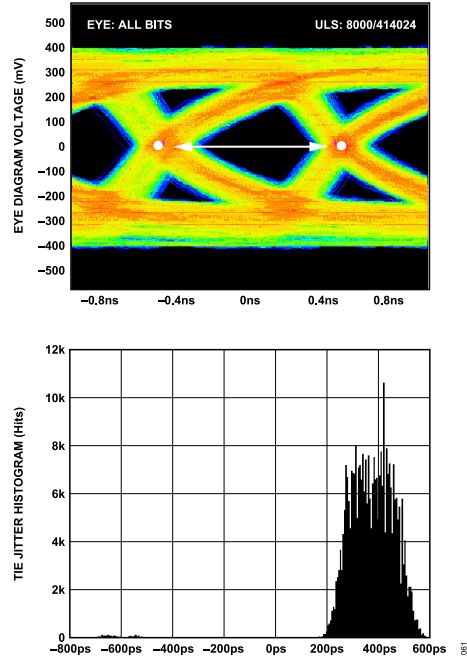 EYE: ALL BITS ULS: 8000/414024
EYE DIAGRAM VOLTAGE (mV)
500
400
300
200
100
0
–100
–200
–300
–400
–500
–0.8ns –0.4ns 0ns 0.4ns 0.8ns
TIE JITTER HISTOGRAM (Hits)
12k
10k
8k
6k
4k
2k
0
–800ps –600ps –400ps –200ps 0ps 200ps 400ps 600ps
061